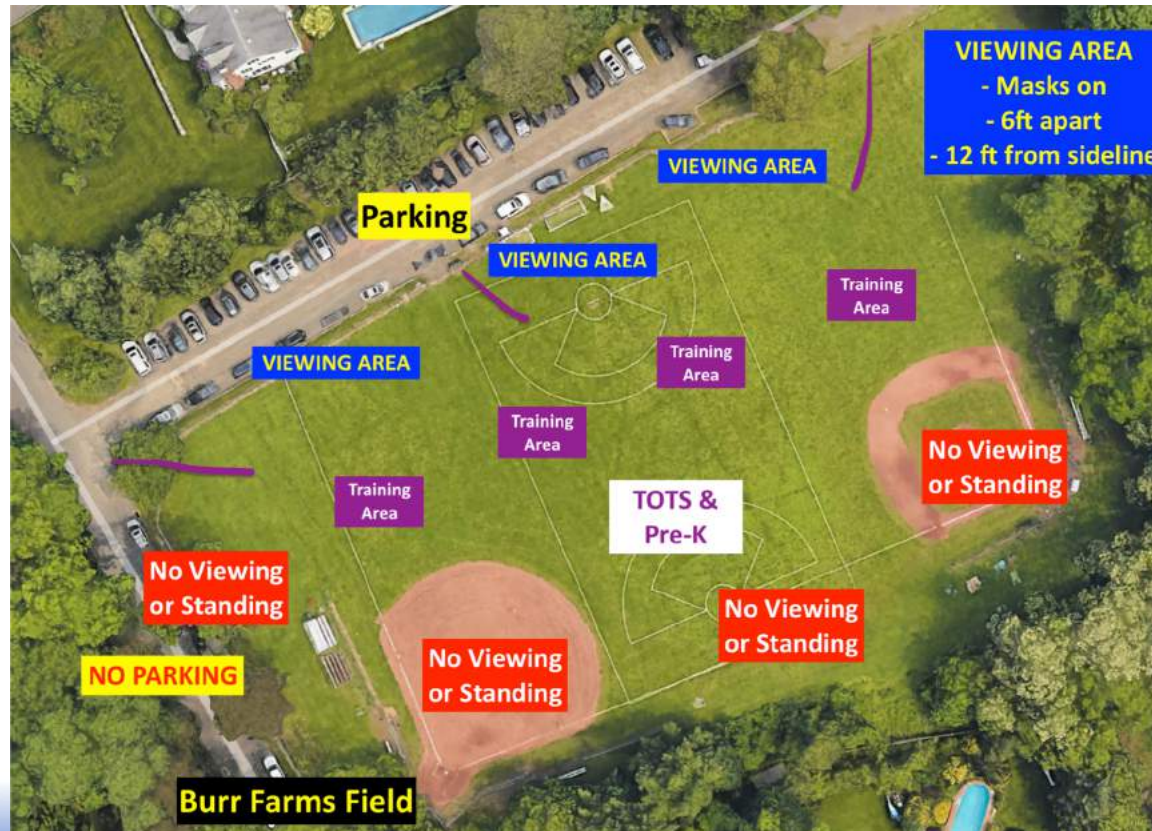 VIEWING AREA
- Masks on
- 6ft apart
- 12 ft from sideline
VIEWING AREA
Parking
VIEWING AREA
Training
Area
VIEWING AREA
Training
Area
Training
Area
No Viewing
or Standing
Training
Area
TOTS &
Pre-K
No Viewing
or Standing
No Viewing
or Standing
No Viewing
or Standing
NO PARKING
Burr Farms Field